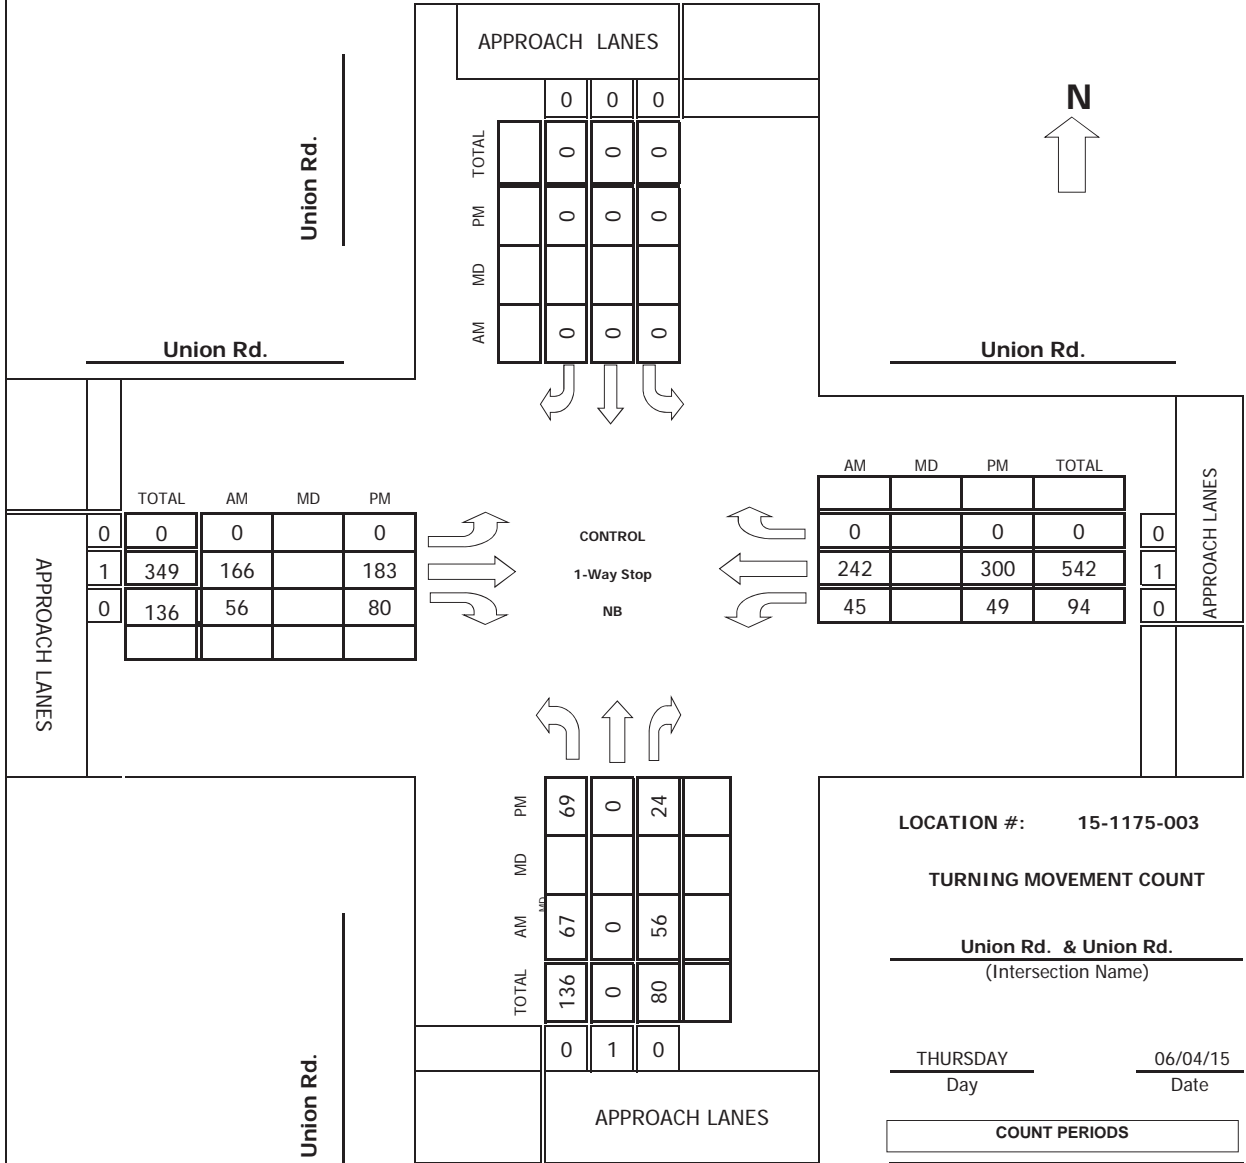 APPROACH LANES
0 0 0
N
TOTAL 0 0 0
PM 0 0 0
MD
AM 0 0 0
Union Rd.
Union Rd.
Union Rd.
AM MD PM TOTAL
0 0 0 0
242 300 542 1
45 49 94 0
APPROACH LANES
TOTAL AM MD PM
0 0 0 0
1 349 166 183
0 136 56 80
APPROACH LANES
CONTROL
1-Way Stop
NB
PM 69 0 24
MD
MD
AM 67 0 56
TOTAL 136 0 80
0 1 0
APPROACH LANES
Union Rd.
LOCATION #: 15-1175-003
TURNING MOVEMENT COUNT
Union Rd. & Union Rd.
(Intersection Name)
THURSDAY 06/04/15
Day Date
COUNT PERIODS